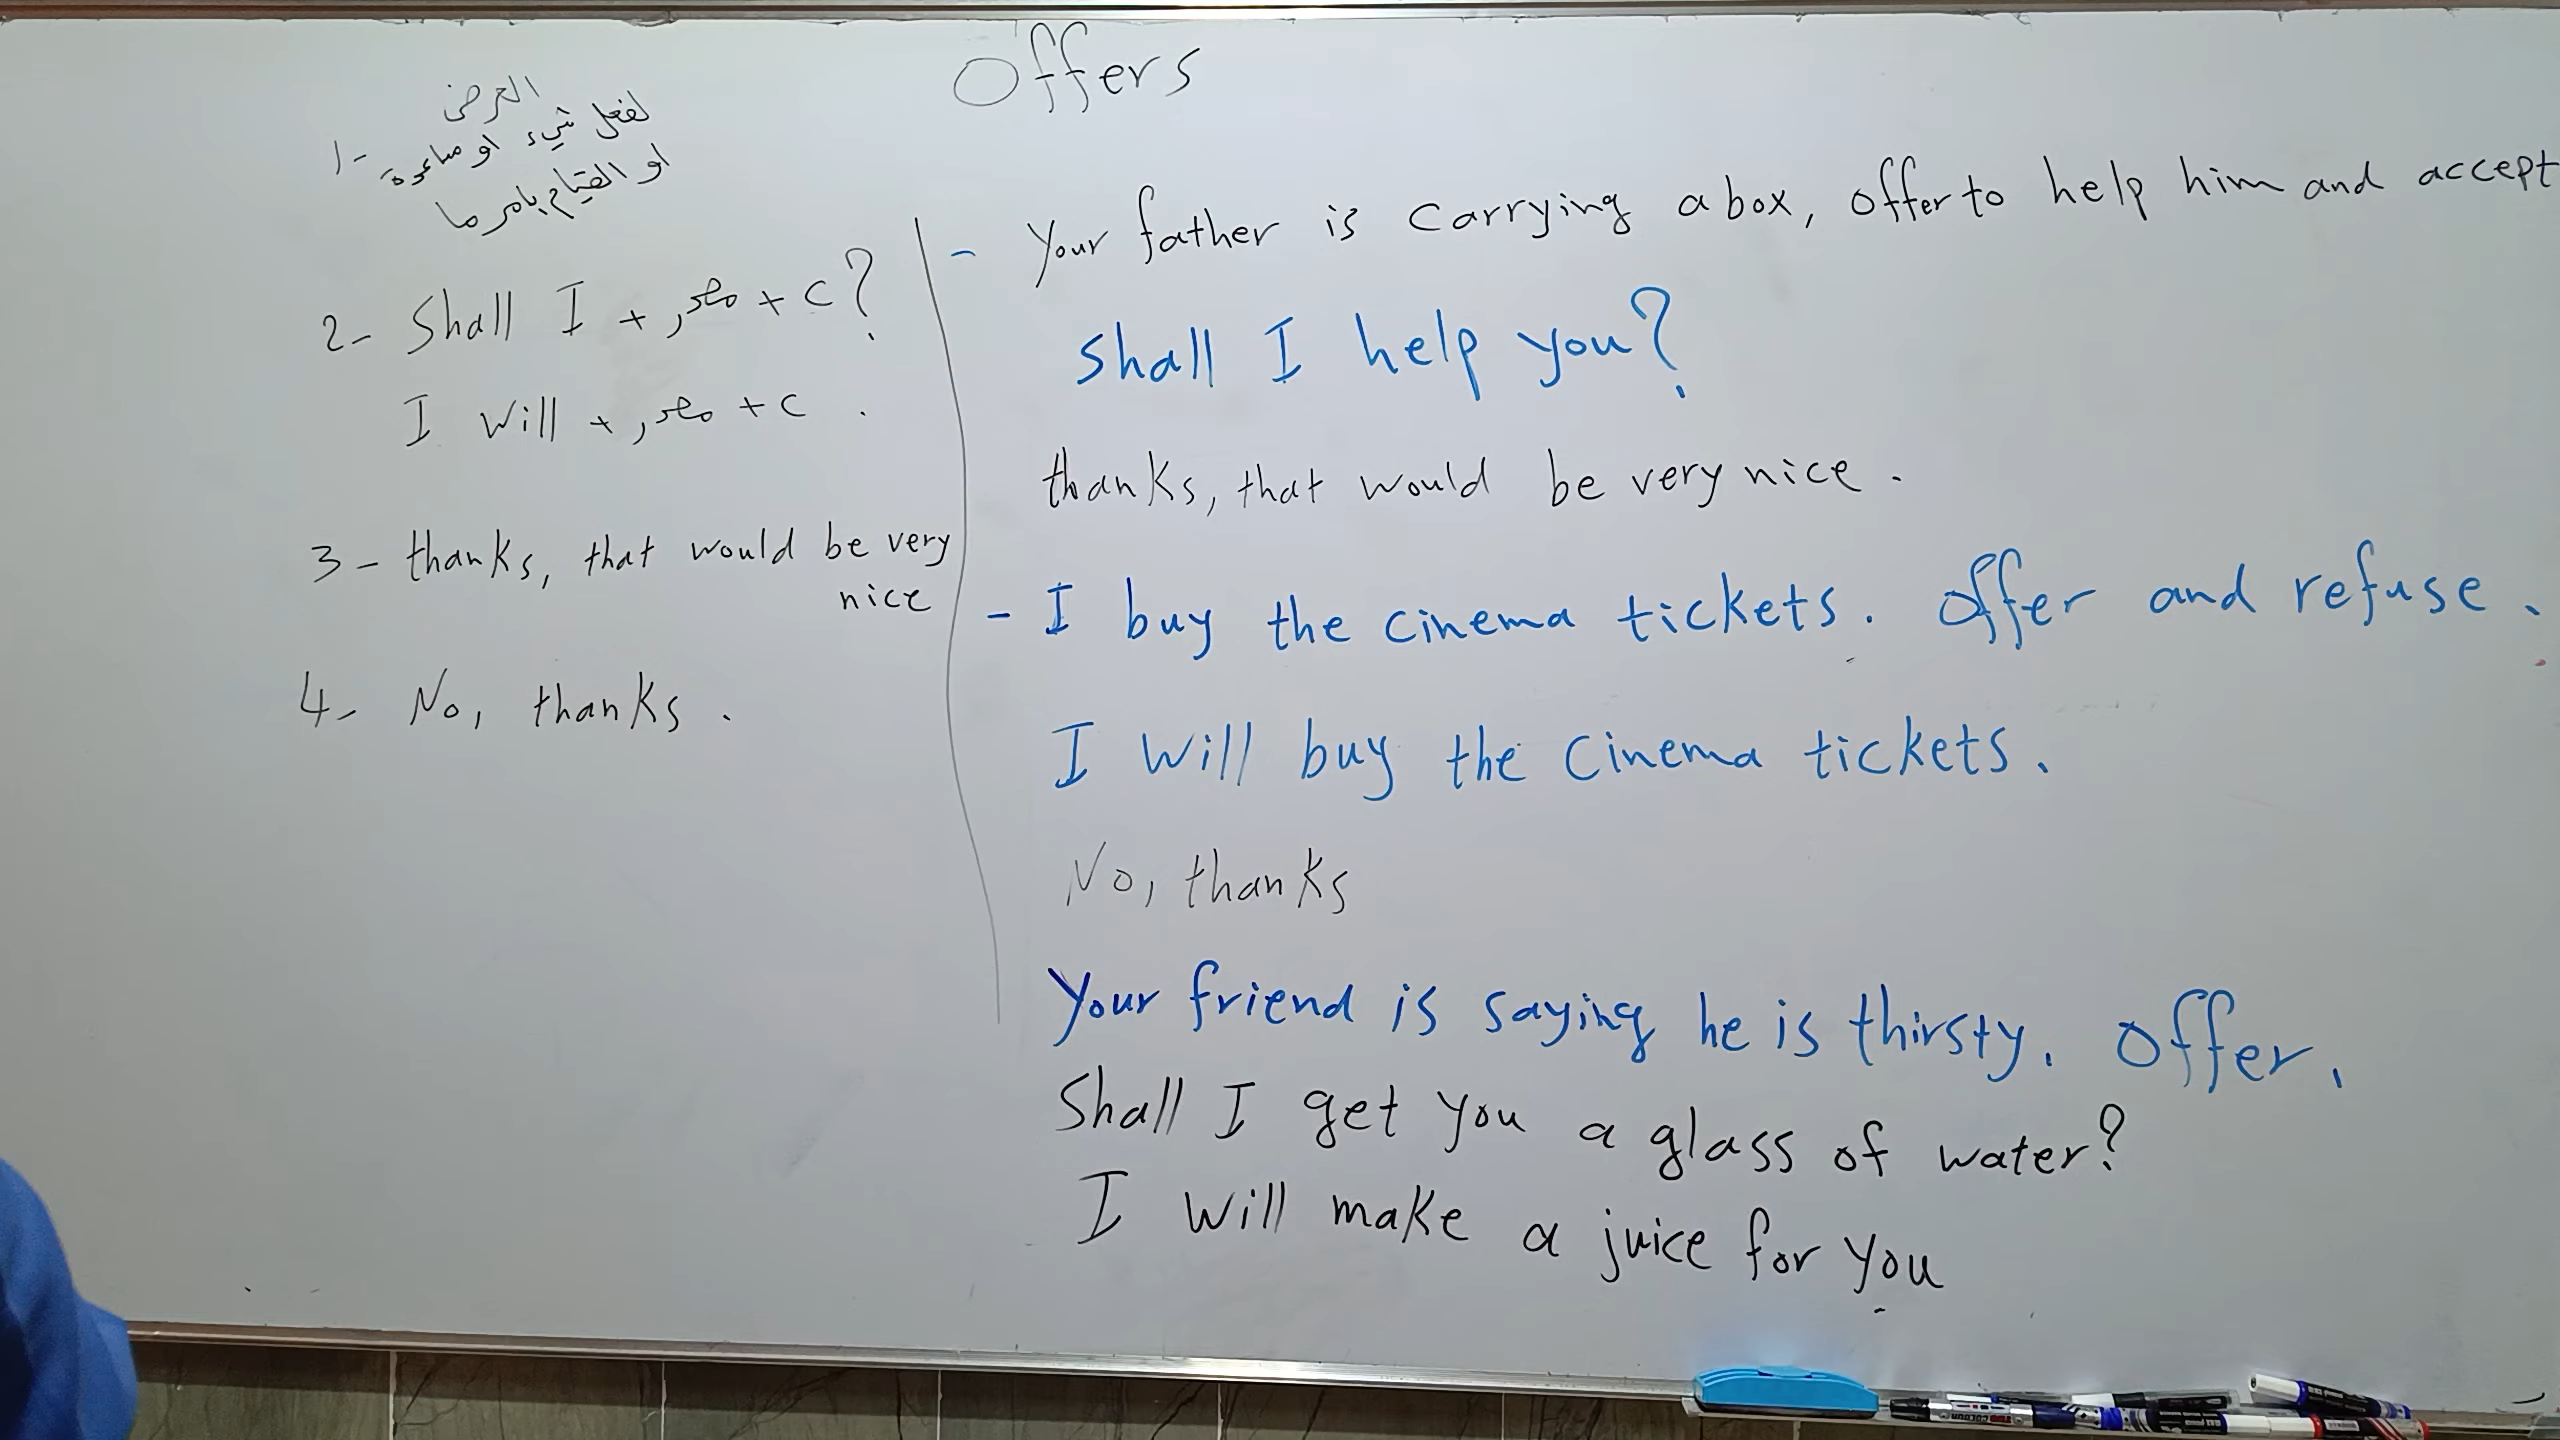 Offers
العرض
1- لفعل شيء او مساعدة
او القيام بامر ما
2- Shall I + مصدر + c?
I will + مصدر + c .
3- thanks, that would be very
nice
4- No, thanks .
- Your father is carrying a box, offer to help him and accept
shall I help you?
thanks, that would be very nice .
- I buy the cinema tickets. offer and refuse .
I will buy the cinema tickets .
No, thanks
Your friend is saying he is thirsty. offer .
Shall I get you a glass of water?
I will make a juice for you